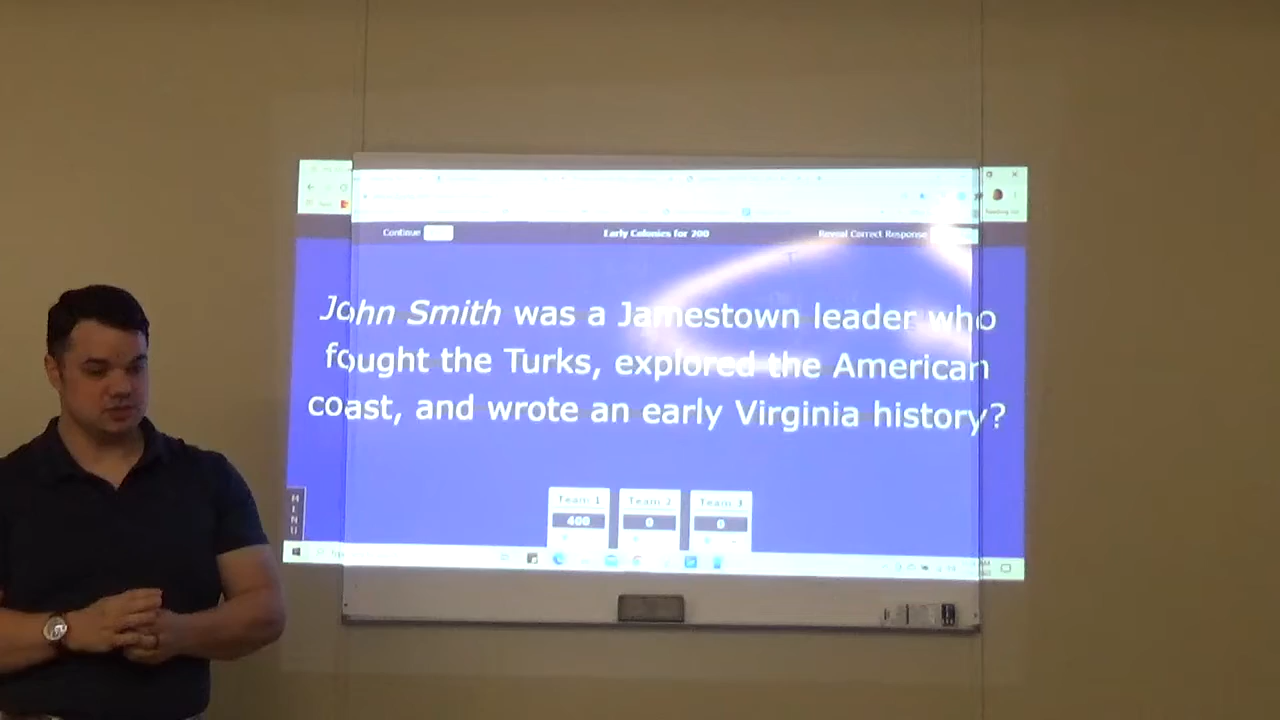 Continue
Early Colonies for 200
Reveal Correct Response
John Smith was a Jamestown leader who
fought the Turks, explored the American
coast, and wrote an early Virginia history?
MENU
Team 1
Team 2
Team 3
400
0
0